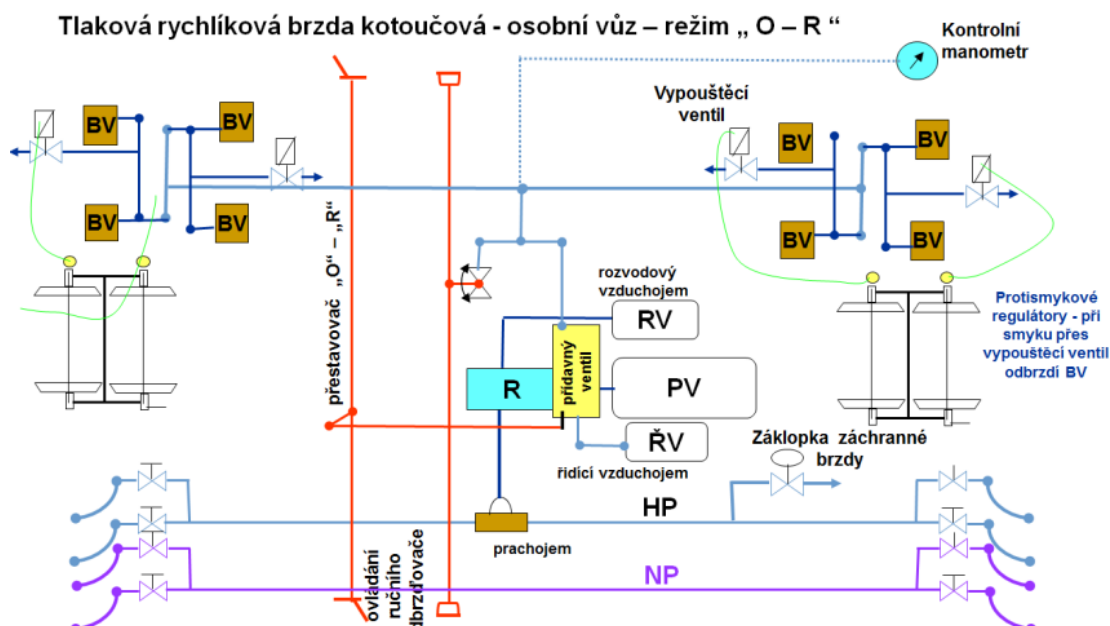 Tlaková rychlíková brzda kotoučová - osobní vůz – režim „ O – R “
Kontrolní
manometr
Vypouštěcí
ventil
BV
BV
BV
BV
BV
BV
BV
BV
přestavovač „O“ – „R“
rozvodový
vzduchojem
RV
R
přídavný
ventil
PV
ŘV
řídící vzduchojem
Protismykové
regulátory - při
smyku přes
vypouštěcí ventil
odbrzdí BV
Záklopka záchranné
brzdy
HP
prachojem
NP
ovládání
ručního
odbrzďovače